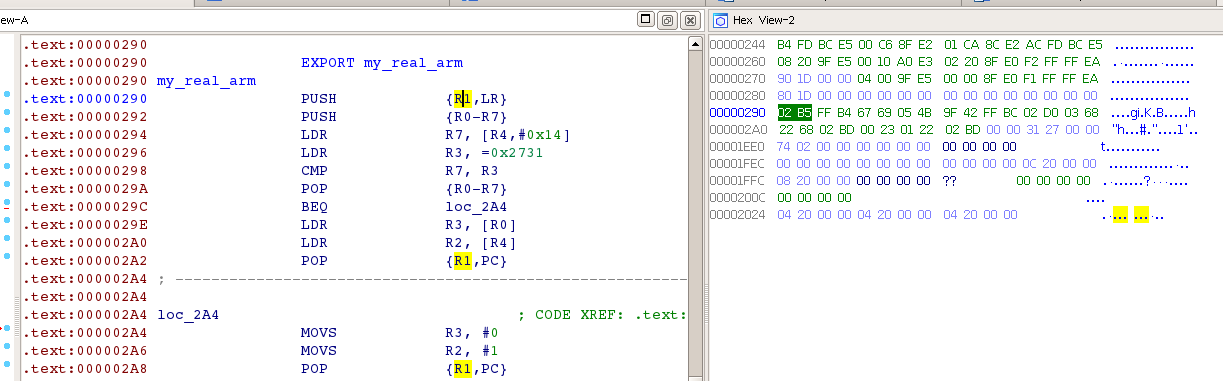 ew-A
.text:00000290
.text:00000290 EXPORT my_real_arm
.text:00000290 my_real_arm
.text:00000290 PUSH {R1,LR}
.text:00000292 PUSH {R0-R7}
.text:00000294 LDR R7, [R4,#0x14]
.text:00000296 LDR R3, =0x2731
.text:00000298 CMP R7, R3
.text:0000029A POP {R0-R7}
.text:0000029C BEQ loc_2A4
.text:0000029E LDR R3, [R0]
.text:000002A0 LDR R2, [R4]
.text:000002A2 POP {R1,PC}
.text:000002A4 ; ---------------------------------------------------------------
.text:000002A4
.text:000002A4 loc_2A4 ; CODE XREF: .text:
.text:000002A4 MOVS R3, #0
.text:000002A6 MOVS R2, #1
.text:000002A8 POP {R1,PC}
Hex View-2
00000244 B4 FD BC E5 00 C6 8F E2 01 CA 8C E2 AC FD BC E5 ................
00000260 08 20 9F E5 00 10 A0 E3 02 20 8F E0 F2 FF FF EA ................
00000270 90 1D 00 00 04 00 9F E5 00 00 8F E0 F1 FF FF EA ................
00000280 80 1D 00 00 00 00 00 00 00 00 00 00 00 00 00 00 ................
00000290 02 B5 FF B4 67 69 05 4B 9F 42 FF BC 02 D0 03 68 ....gi.K.B.....h
000002A0 22 68 02 BD 00 23 01 22 02 BD 00 00 31 27 00 00 "h...#."....1'..
00001EE0 74 02 00 00 00 00 00 00 00 00 00 00 t...........
00001FEC 00 00 00 00 00 00 00 00 00 00 00 00 0C 20 00 00 ............. ..
00001FFC 08 20 00 00 00 00 00 00 ?? 00 00 00 00 . ......?....
0000200C 00 00 00 00 ....
00002024 04 20 00 00 04 20 00 00 04 20 00 00 . ... ... ..